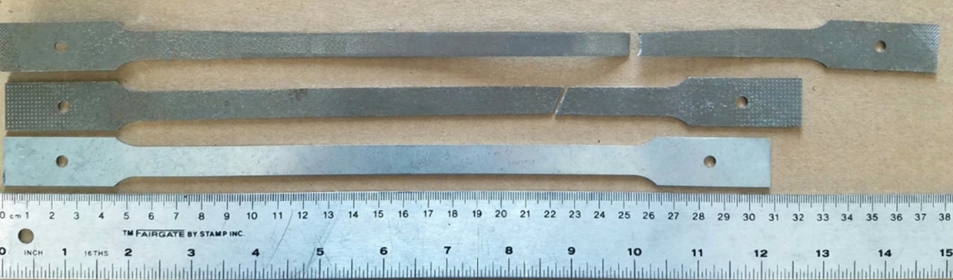 0 cm 1 2 3 4 5 6 7 8 9 10 11 12 13 14 15 16 17 18 19 20 21 22 23 24 25 26 27 28 29 30 31 32 33 34 35 36 37 38
TM FAIRGATE BY STAMP INC.
0 INCH 1 16THS 2 3 4 5 6 7 8 9 10 11 12 13 14 15